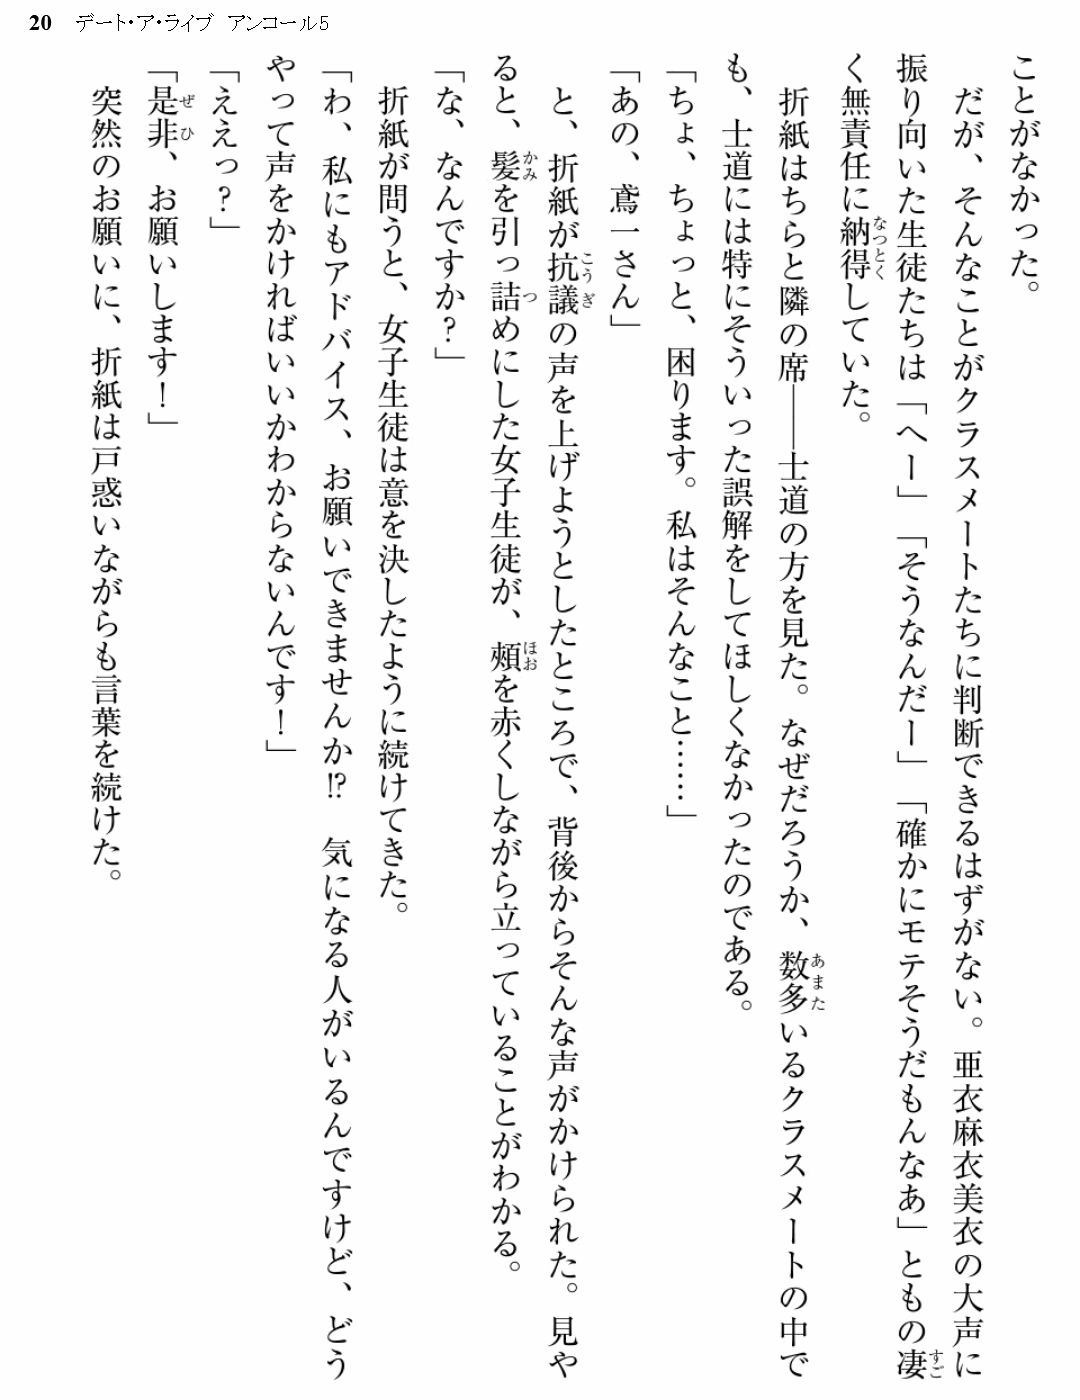 20 デート・ア・ライブ アンコール5
ことがなかった。
だが、そんなことがクラスメートたちに判断できるはずがない。亜衣麻衣美衣の大声に
振り向いた生徒たちは「へー」「そうなんだー」「確かにモテそうだもんなあ」ともの凄
く無責任に納得していた。
折紙はちらと隣の席――士道の方を見た。なぜだろうか、数多いるクラスメートの中で
も、士道には特にそういった誤解をしてほしくなかったのである。
「ちょ、ちょっと、困ります。私はそんなこと……」
「あの、鳶一さん」
と、折紙が抗議の声を上げようとしたところで、背後からそんな声がかけられた。見や
ると、髪を引っ詰めにした女子生徒が、頰を赤くしながら立っていることがわかる。
「な、なんですか？」
折紙が問うと、女子生徒は意を決したように続けてきた。
「わ、私にもアドバイス、お願いできませんか⁉　気になる人がいるんですけど、どう
やって声をかければいいかわからないんです！」
「ええっ？」
「是非、お願いします！」
突然のお願いに、折紙は戸惑いながらも言葉を続けた。